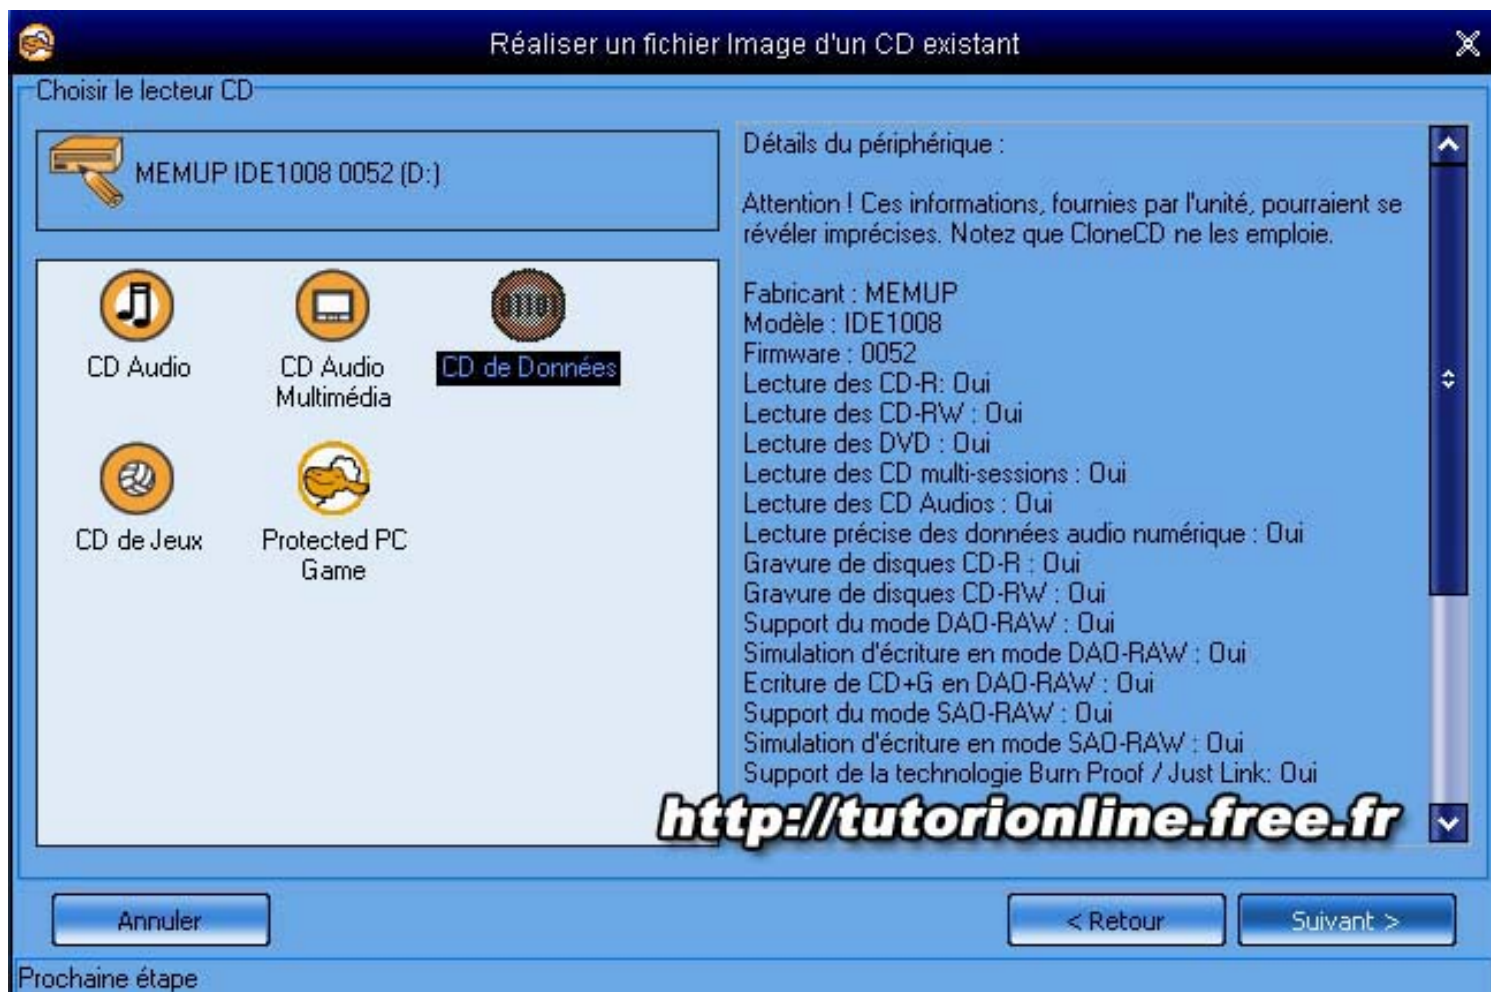 Réaliser un fichier Image d'un CD existant
Choisir le lecteur CD
MEMUP IDE1008 0052 (D:)
CD Audio
CD Audio
Multimédia
01101
CD de Données
CD de Jeux
Protected PC
Game
Détails du périphérique :
Attention ! Ces informations, fournies par l'unité, pourraient se
révéler imprécises. Notez que CloneCD ne les emploie.
Fabricant : MEMUP
Modèle : IDE1008
Firmware : 0052
Lecture des CD-R: Oui
Lecture des CD-RW : Oui
Lecture des DVD : Oui
Lecture des CD multi-sessions : Oui
Lecture des CD Audios : Oui
Lecture précise des données audio numérique : Oui
Gravure de disques CD-R : Oui
Gravure de disques CD-RW : Oui
Support du mode DAO-RAW : Oui
Simulation d'écriture en mode DAO-RAW : Oui
Ecriture de CD+G en DAO-RAW : Oui
Support du mode SAO-RAW : Oui
Simulation d'écriture en mode SAO-RAW : Oui
Support de la technologie Burn Proof / Just Link: Oui
http://tutorionline.free.fr
Annuler
< Retour
Suivant >
Prochaine étape